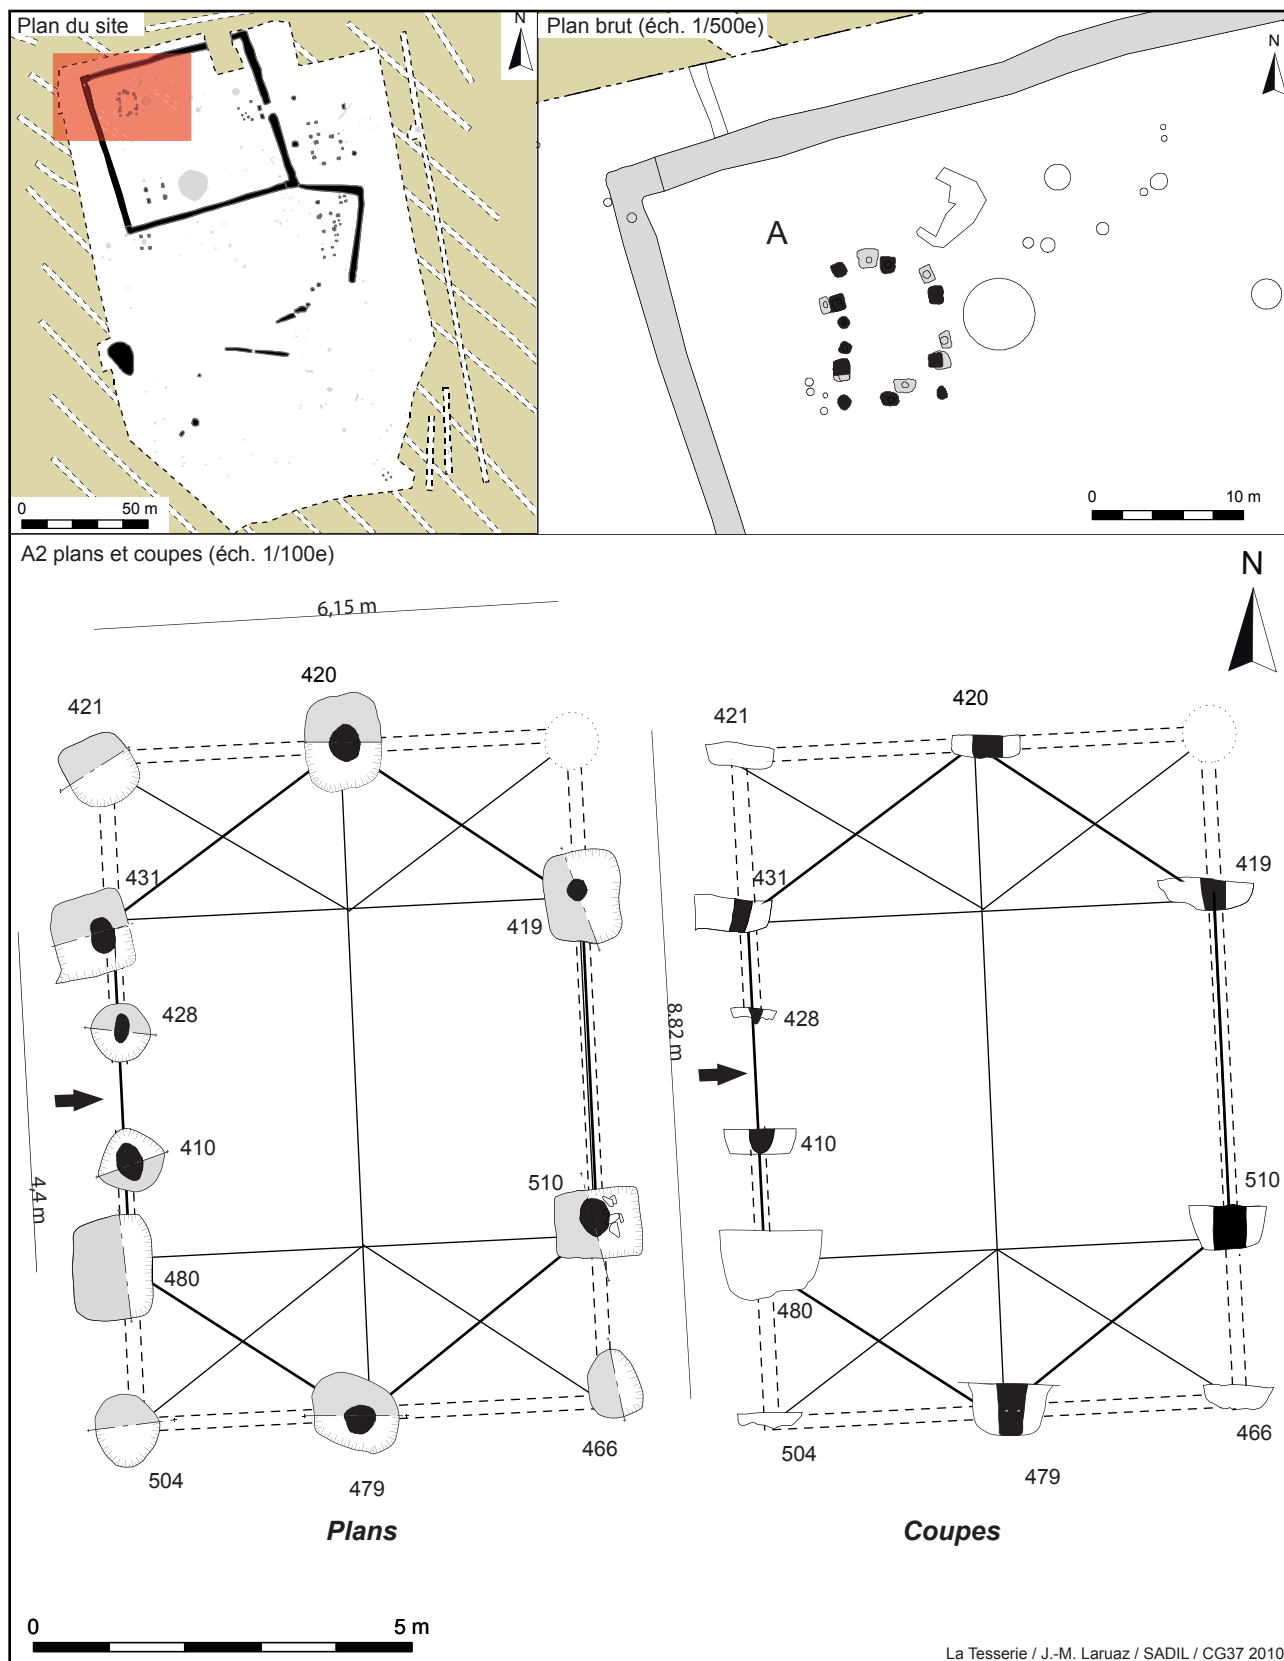 Plan du site
N
0 50 m
Plan brut (éch. 1/500e)
N
A
0 10 m
A2 plans et coupes (éch. 1/100e)
N
6,15 m
420
421
431
419
428
410
4,4 m
510
480
466
504
479
Plans
8.82 m
420
421
431
419
428
410
510
480
466
504
479
Coupes
0 5 m
La Tesserie / J.-M. Laruaz / SADIL / CG37 2010